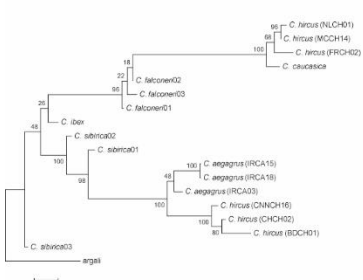 96
C. hircus (NLCH01)
68
C. hircus (MCCH14)
100
C. hircus (FRCH02)
C. caucasica
18
22
C. falconeri02
96
C. falconeri03
C. falconeri01
26
C. ibex
48
C. sibirica02
100
C. sibirica01
98
100
C. aegagrus (IRCA15)
C. aegagrus (IRCA18)
C. aegagrus (IRCA03)
100
C. hircus (CNNCH16)
100
C. hircus (CHCH02)
80
C. hircus (BDCH01)
C. sibirica03
argali